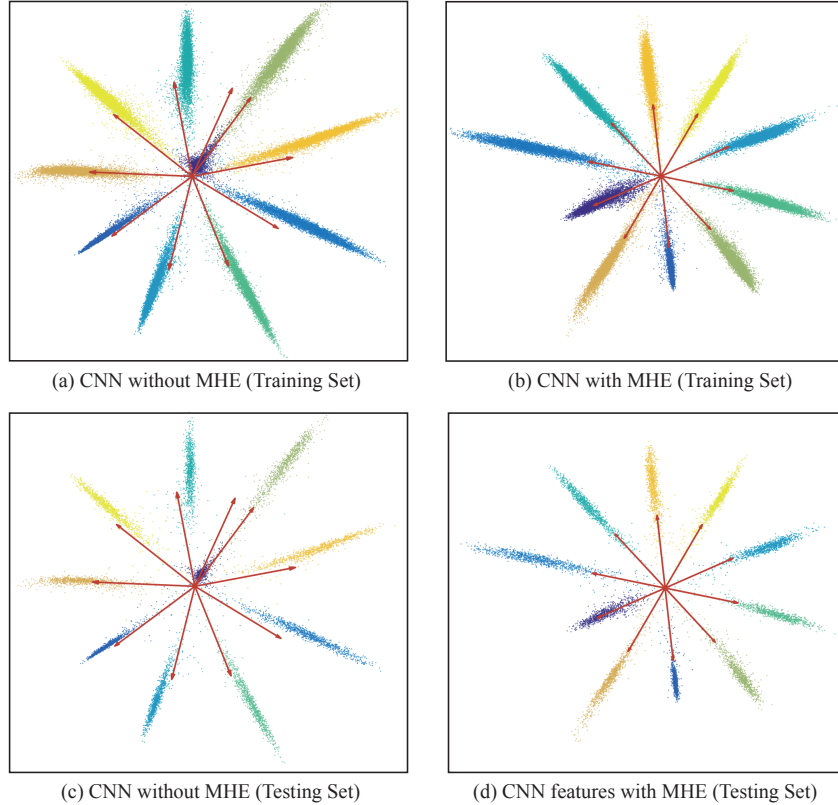 (a) CNN without MHE (Training Set)
(b) CNN with MHE (Training Set)
(c) CNN without MHE (Testing Set)
(d) CNN features with MHE (Testing Set)